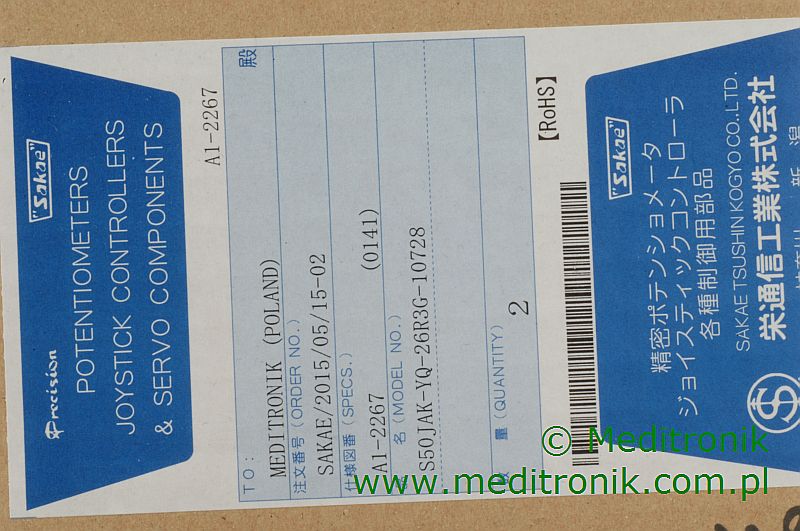 "Sakae"
Precision
POTENTIOMETERS
JOYSTICK CONTROLLERS
& SERVO COMPONENTS
A1-2267
TO: 殿
MEDITRONIK (POLAND)
注文番号 (ORDER NO.)
SAKAE/2015/05/15-02
仕様図番 (SPECS.)
A1-2267 (0141)
名 (MODEL NO.)
S50JAK-YQ-26R3G-10728
量 (QUANTITY)
2
【RoHS】
"Sakae"
精密ポテンショメータ
ジョイスティックコントローラ
各種制御用部品
SAKAE TSUSHIN KOGYO CO., LTD.
栄通信工業株式会社
新潟
© Meditronik
www.meditronik.com.pl